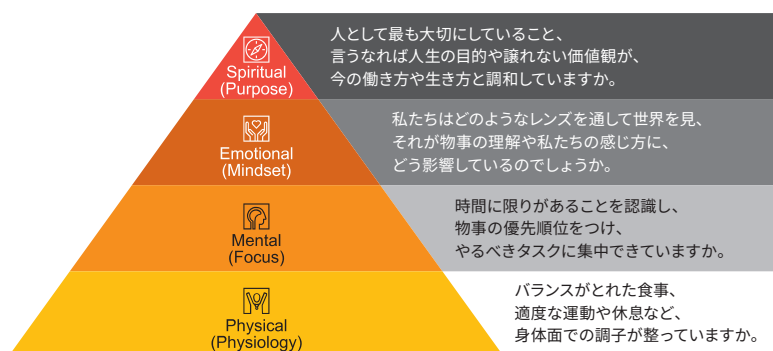 Spiritual
(Purpose)
人として最も大切にしていること、
言うなれば人生の目的や譲れない価値観が、
今の働き方や生き方と調和していますか。
Emotional
(Mindset)
私たちはどのようなレンズを通して世界を見、
それが物事の理解や私たちの感じ方に、
どう影響しているのでしょうか。
Mental
(Focus)
時間に限りがあることを認識し、
物事の優先順位をつけ、
やるべきタスクに集中できていますか。
Physical
(Physiology)
バランスがとれた食事、
適度な運動や休息など、
身体面での調子が整っていますか。